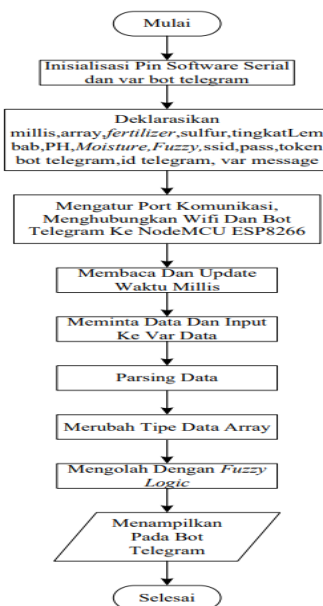 Mulai
Inisialisasi Pin Software Serial
dan var bot telegram
Deklarasikan
millis,array,fertilizer,sulfur,tingkatLem
bab,PH,Moisture,Fuzzy,ssid,pass,token
bot telegram,id telegram, var message
Mengatur Port Komunikasi,
Menghubungkan Wifi Dan Bot
Telegram Ke NodeMCU ESP8266
Membaca Dan Update
Waktu Millis
Meminta Data Dan Input
Ke Var Data
Parsing Data
Merubah Tipe Data Array
Mengolah Dengan Fuzzy
Logic
Menampilkan
Pada Bot
Telegram
Selesai